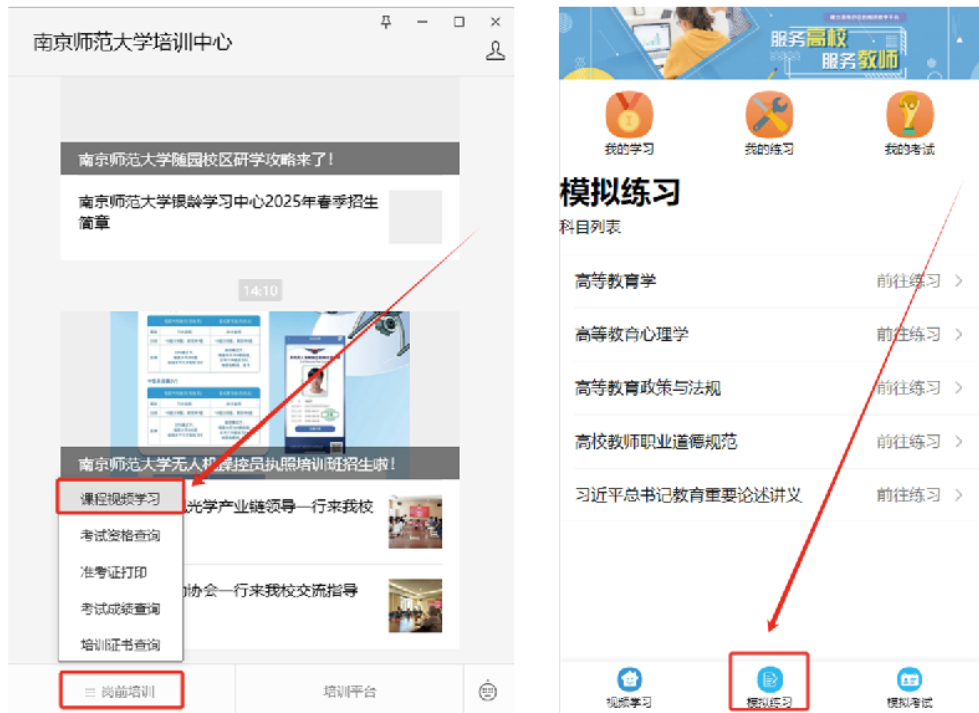 南京师范大学培训中心
南京师范大学随园校区研学攻略来了!
南京师范大学银龄学习中心2025年春季招生
简章
14:10
南京师范大学无人机操控员执照培训班招生啦!
课程视频学习
光学产业链领导一行来我校
考试资格查询
准考证打印
协会一行来我校交流指导
考试成绩查询
培训证书查询
岗前培训
培训平台
服务高校
服务教师
我的学习
我的练习
我的考试
模拟练习
科目列表
高等教育学
前往练习
高等教育心理学
前往练习
高等教育政策与法规
前往练习
高校教师职业道德规范
前往练习
习近平总书记教育重要论述讲义
前往练习
视频学习
模拟练习
模拟考试